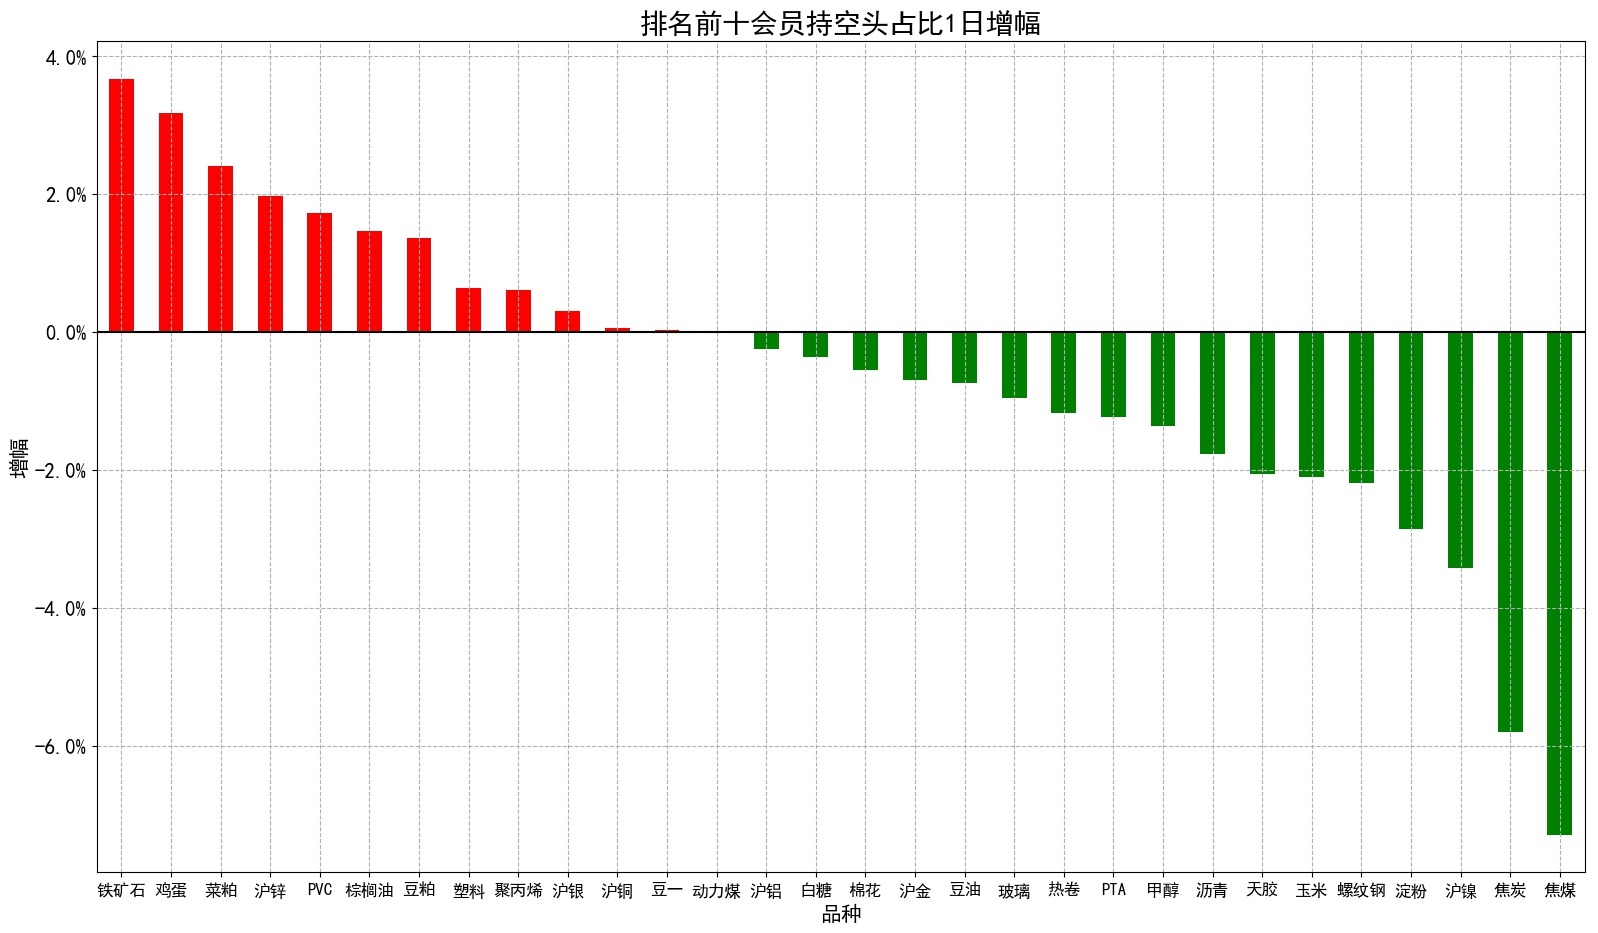 排名前十会员持空头占比1日增幅
4.0%
2.0%
0.0%
-2.0%
-4.0%
-6.0%
增幅
铁矿石 鸡蛋 菜粕 沪锌 PVC 棕榈油 豆粕 塑料 聚丙烯 沪银 沪铜 豆一 动力煤 沪铝 白糖 棉花 沪金 豆油 玻璃 热卷 PTA 甲醇 沥青 天胶 玉米 螺纹钢 淀粉 沪镍 焦炭 焦煤
品种